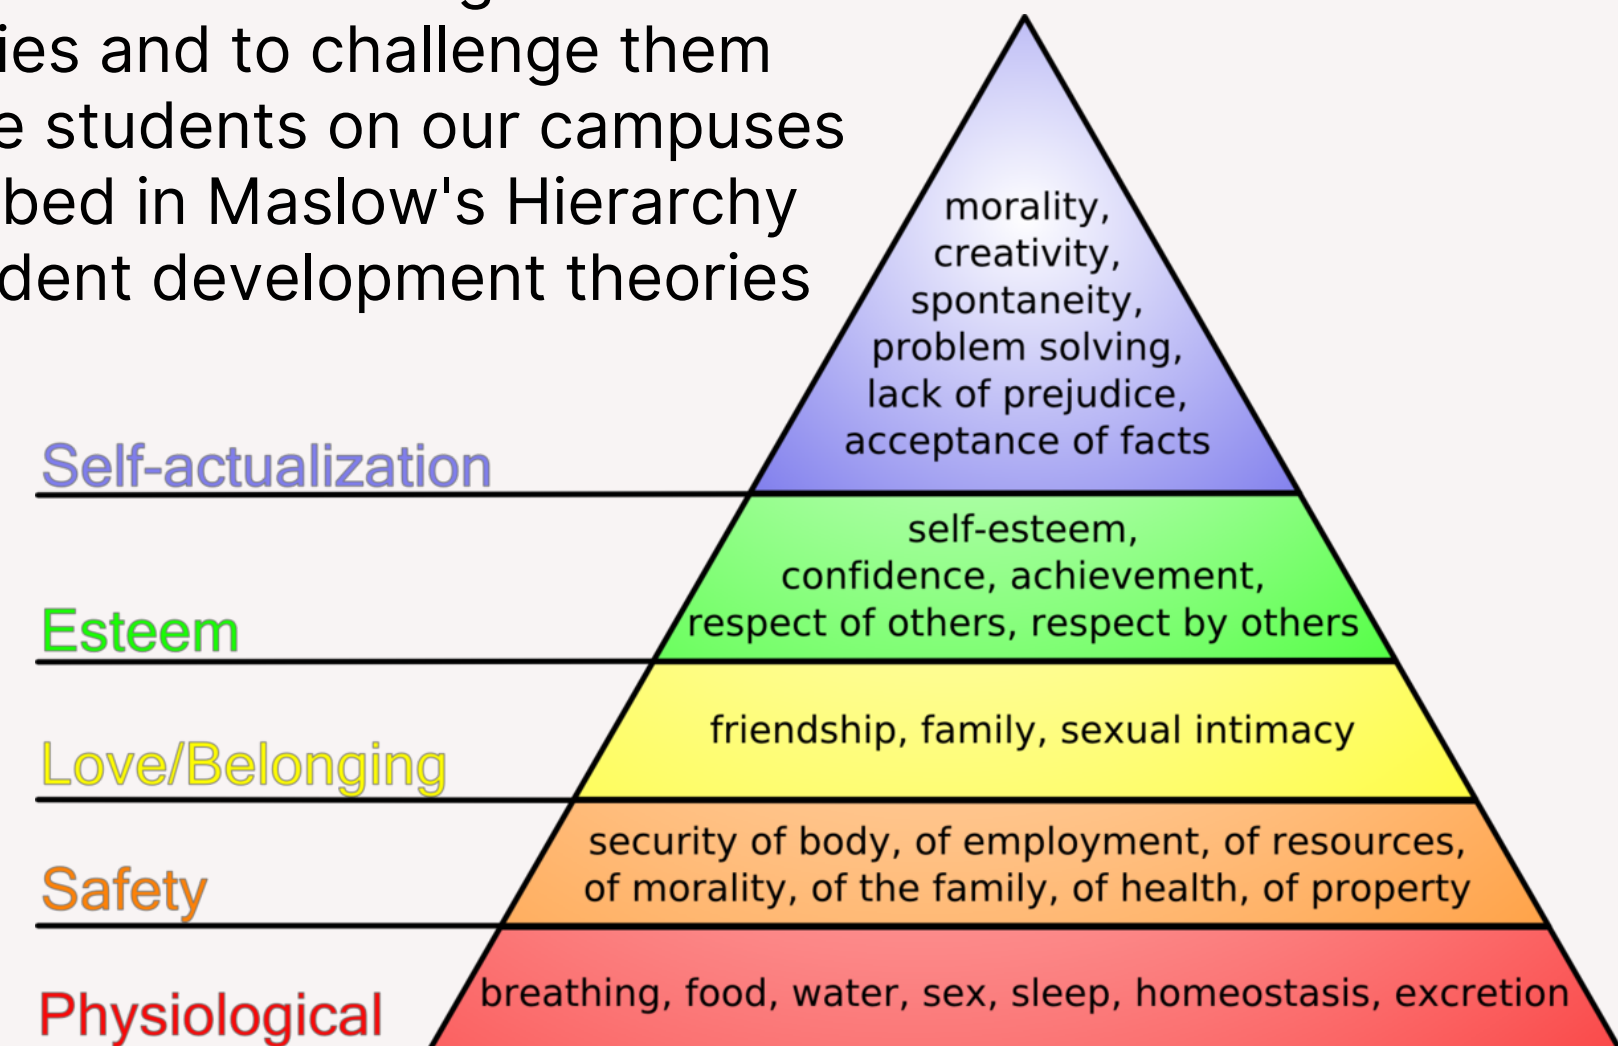 ies and to challenge them
e students on our campuses
bed in Maslow's Hierarchy
dent development theories
morality,
creativity,
spontaneity,
problem solving,
lack of prejudice,
acceptance of facts
Self-actualization
self-esteem,
confidence, achievement,
respect of others, respect by others
Esteem
friendship, family, sexual intimacy
Love/Belonging
security of body, of employment, of resources,
of morality, of the family, of health, of property
Safety
breathing, food, water, sex, sleep, homeostasis, excretion
Physiological